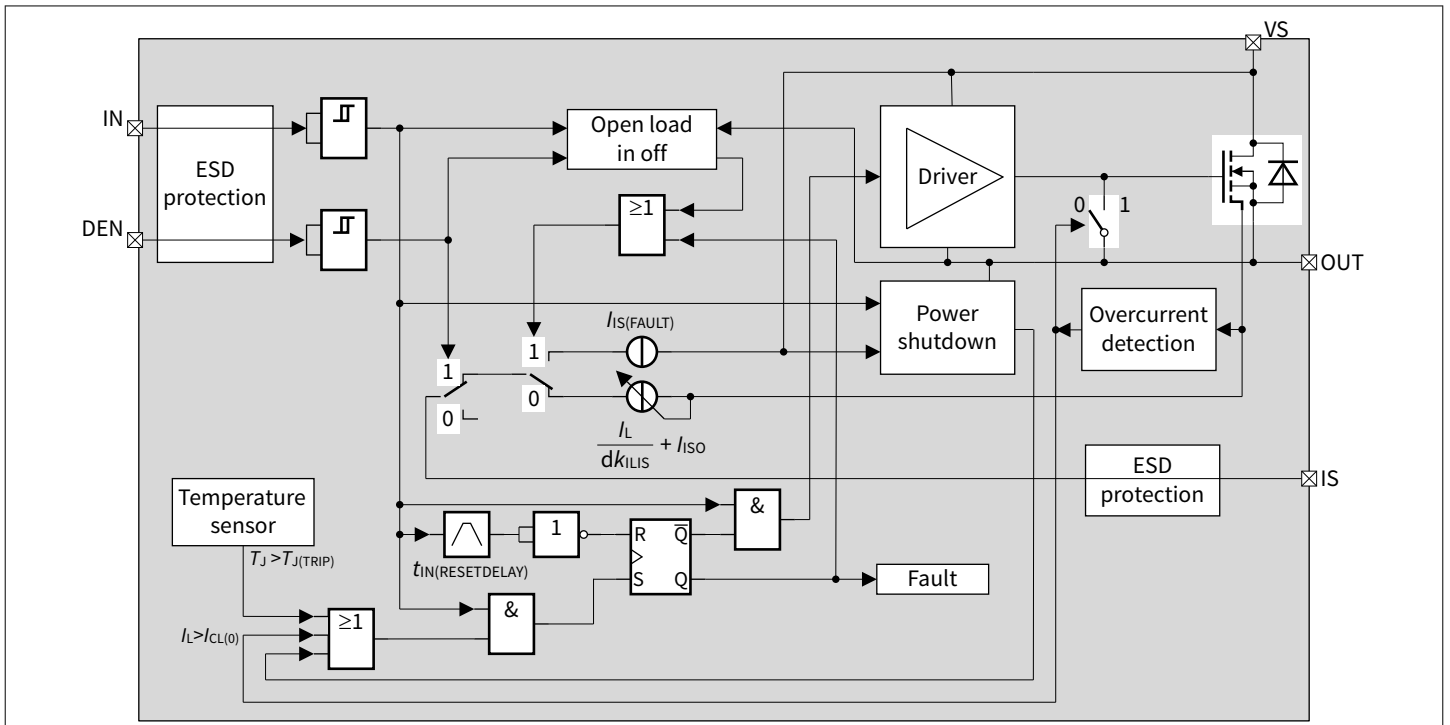 VS
IN
ESD
protection
Open load
in off
Driver
≥1
0 1
DEN
OUT
Power
shutdown
Overcurrent
detection
IIS(FAULT)
1
0
1
0
IL
dkILIS
+ IISO
ESD
protection
IS
Temperature
sensor
TJ >TJ(TRIP)
&
1
R
Q̅
S
Q
tIN(RESETDELAY)
Fault
&
≥1
IL>ICL(0)